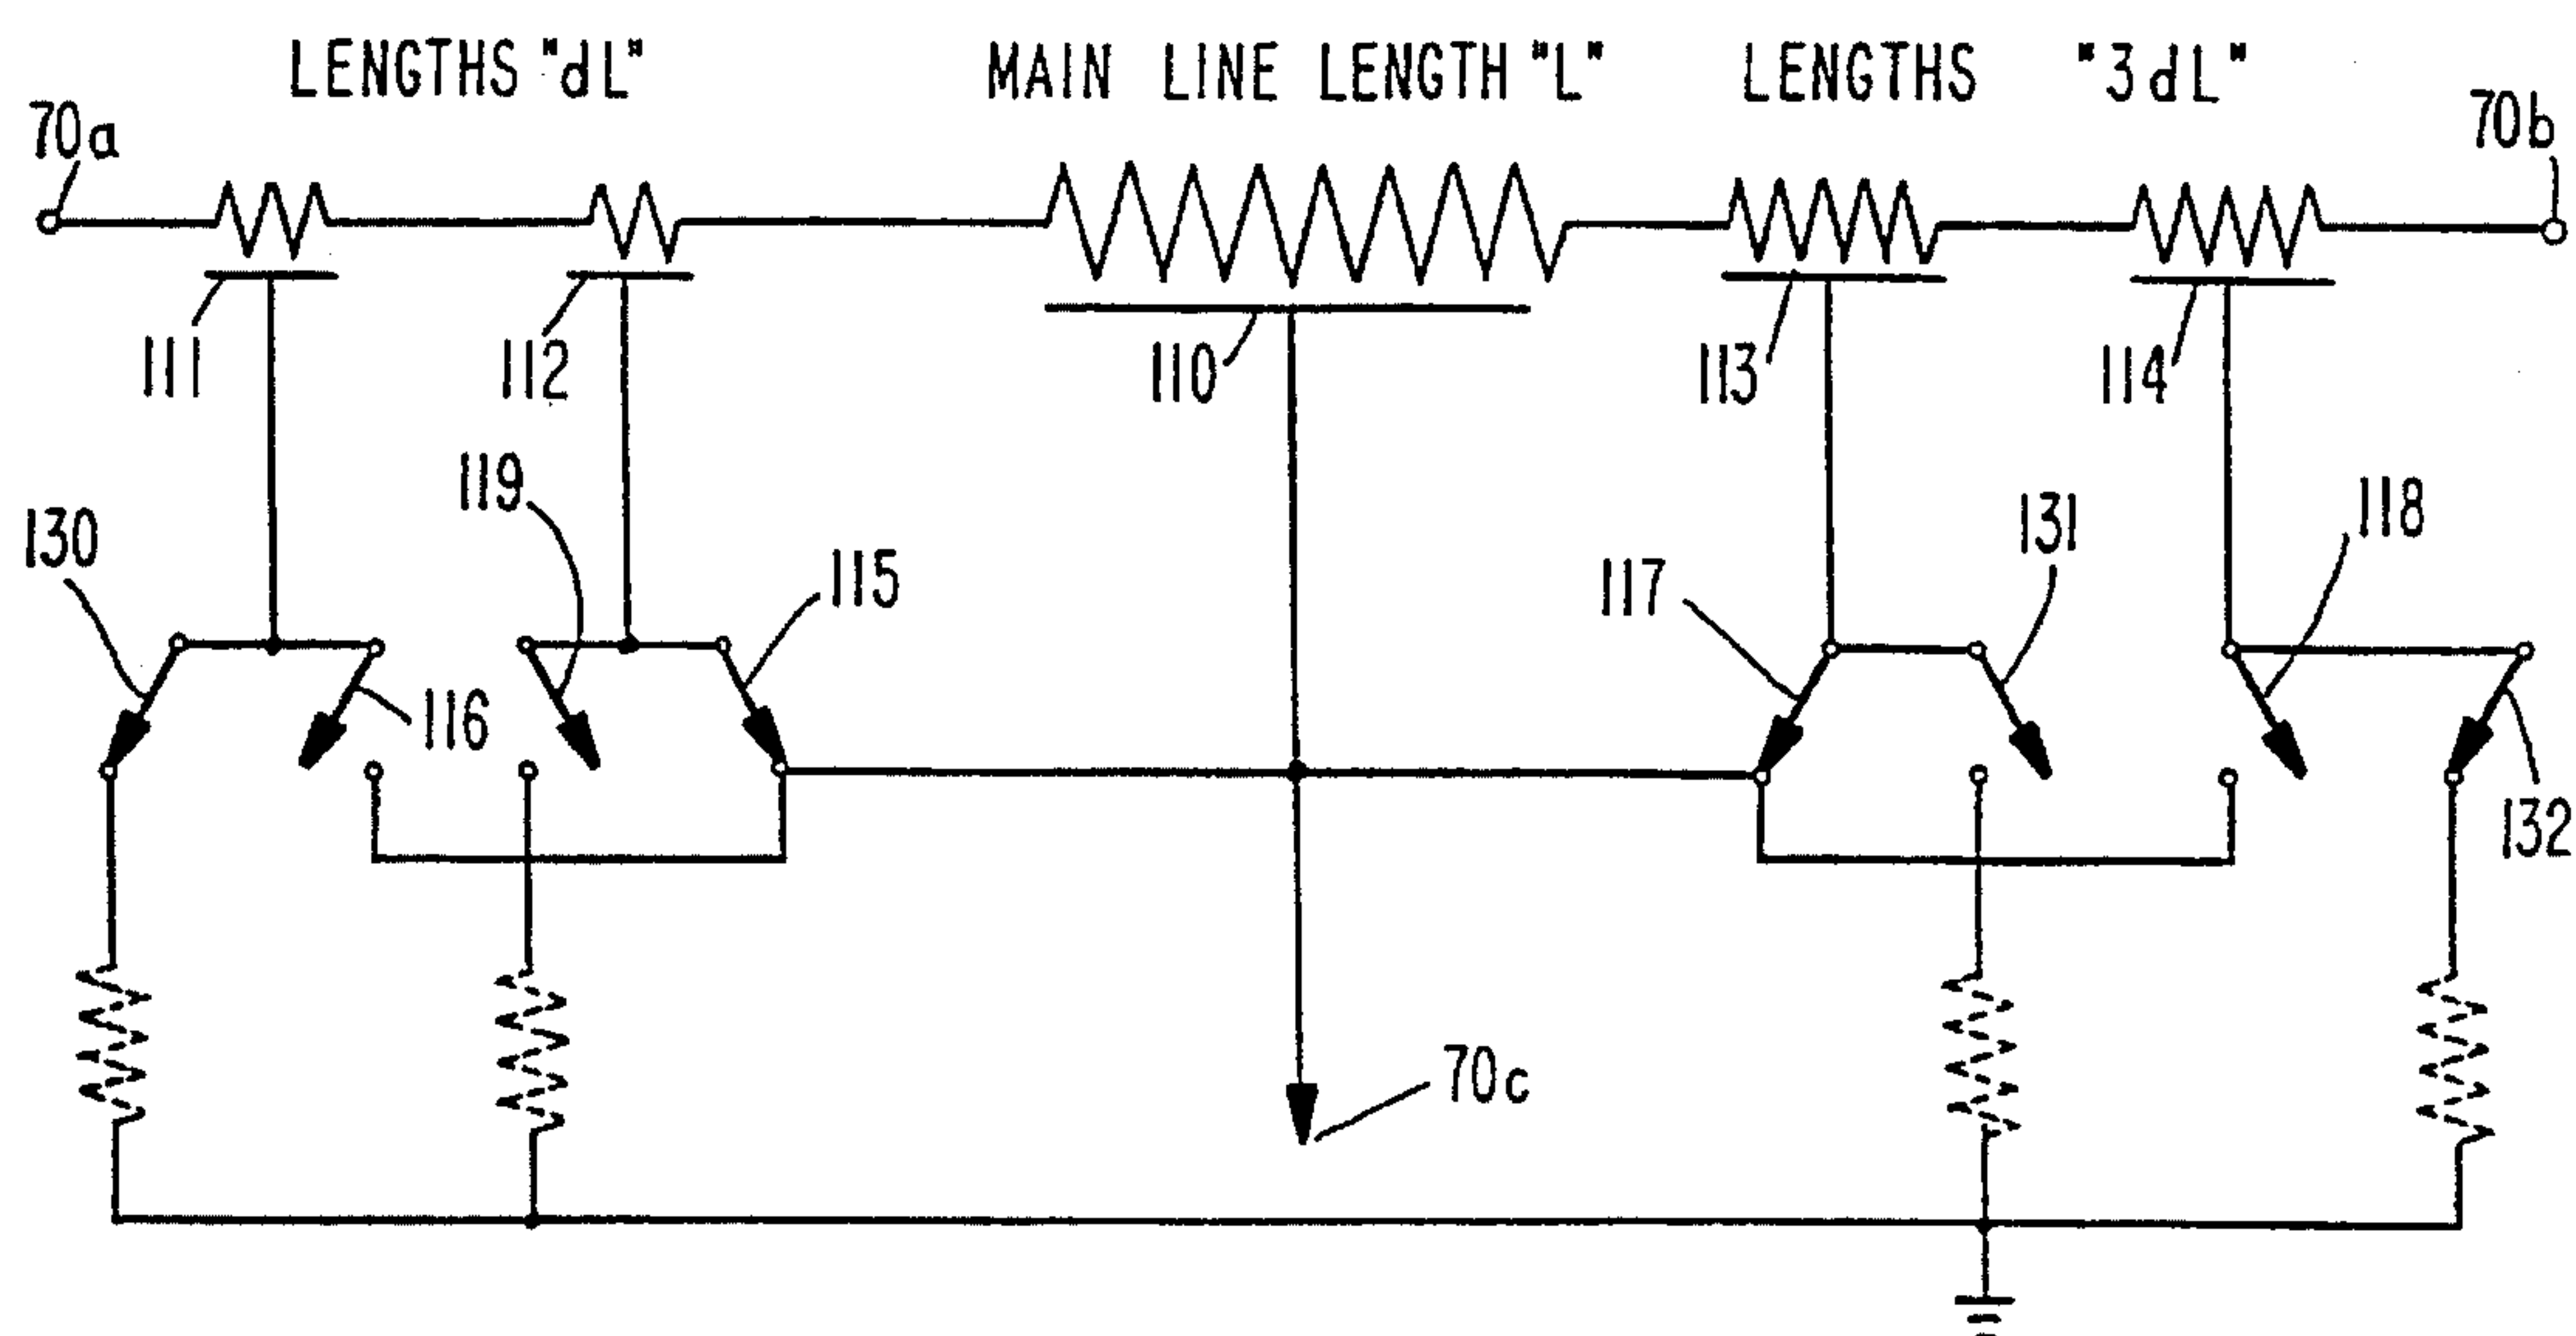 LENGTHS "dL"
MAIN LINE LENGTH "L"
LENGTHS "3dL"
70a
70b
111
112
110
113
114
130
119
115
116
117
131
118
132
70c